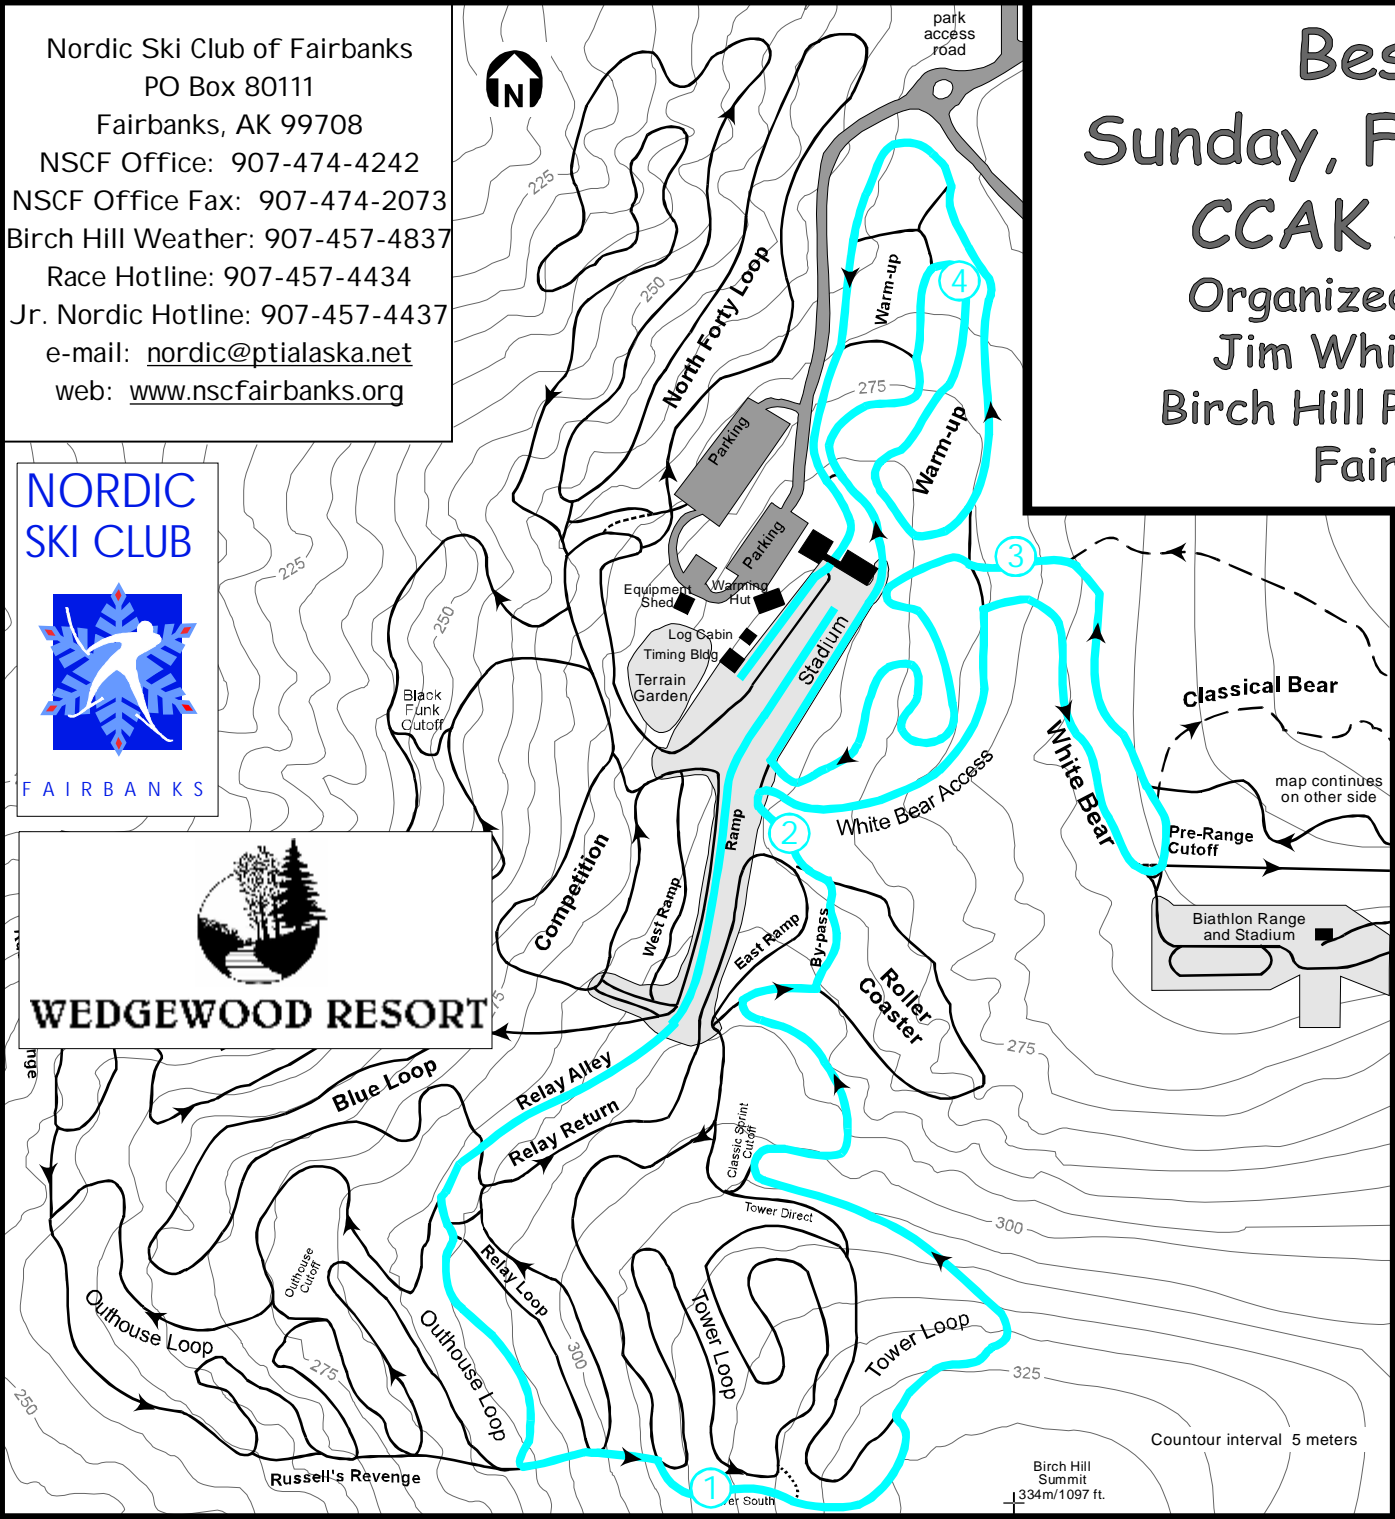 Nordic Ski Club of Fairbanks
PO Box 80111
Fairbanks, AK 99708
NSCF Office: 907-474-4242
NSCF Office Fax: 907-474-2073
Birch Hill Weather: 907-457-4837
Race Hotline: 907-457-4434
Jr. Nordic Hotline: 907-457-4437
e-mail: nordic@ptialaska.net
web: www.nscfairbanks.org
N
park
access
road
Bes
Sunday, F
CCAK
Organized
Jim Whi
Birch Hill P
Fair
NORDIC
SKI CLUB
FAIRBANKS
WEDGEWOOD RESORT
225
250
North Forty Loop
Warm-up
4
275
Warm-up
Parking
Parking
3
225
250
Equipment
Shed
Warming
Hut
Log Cabin
Timing Bldg
Terrain
Garden
Stadium
Black
Funk
Cutoff
Classical Bear
White Bear
map continues
on other side
White Bear Access
Ramp
2
Pre-Range
Cutoff
Competition
West Ramp
East Ramp
By-pass
Roller
Coaster
Biathlon Range
and Stadium
275
Blue Loop
Relay Alley
Relay Return
Classic Sprint
Cutoff
Tower Direct
300
Outhouse
Cutoff
Relay Loop
Outhouse Loop
Outhouse Loop
275
300
Tower Loop
Tower Loop
325
250
Countour interval 5 meters
Russell's Revenge
1
South
Birch Hill
Summit
334m/1097 ft.